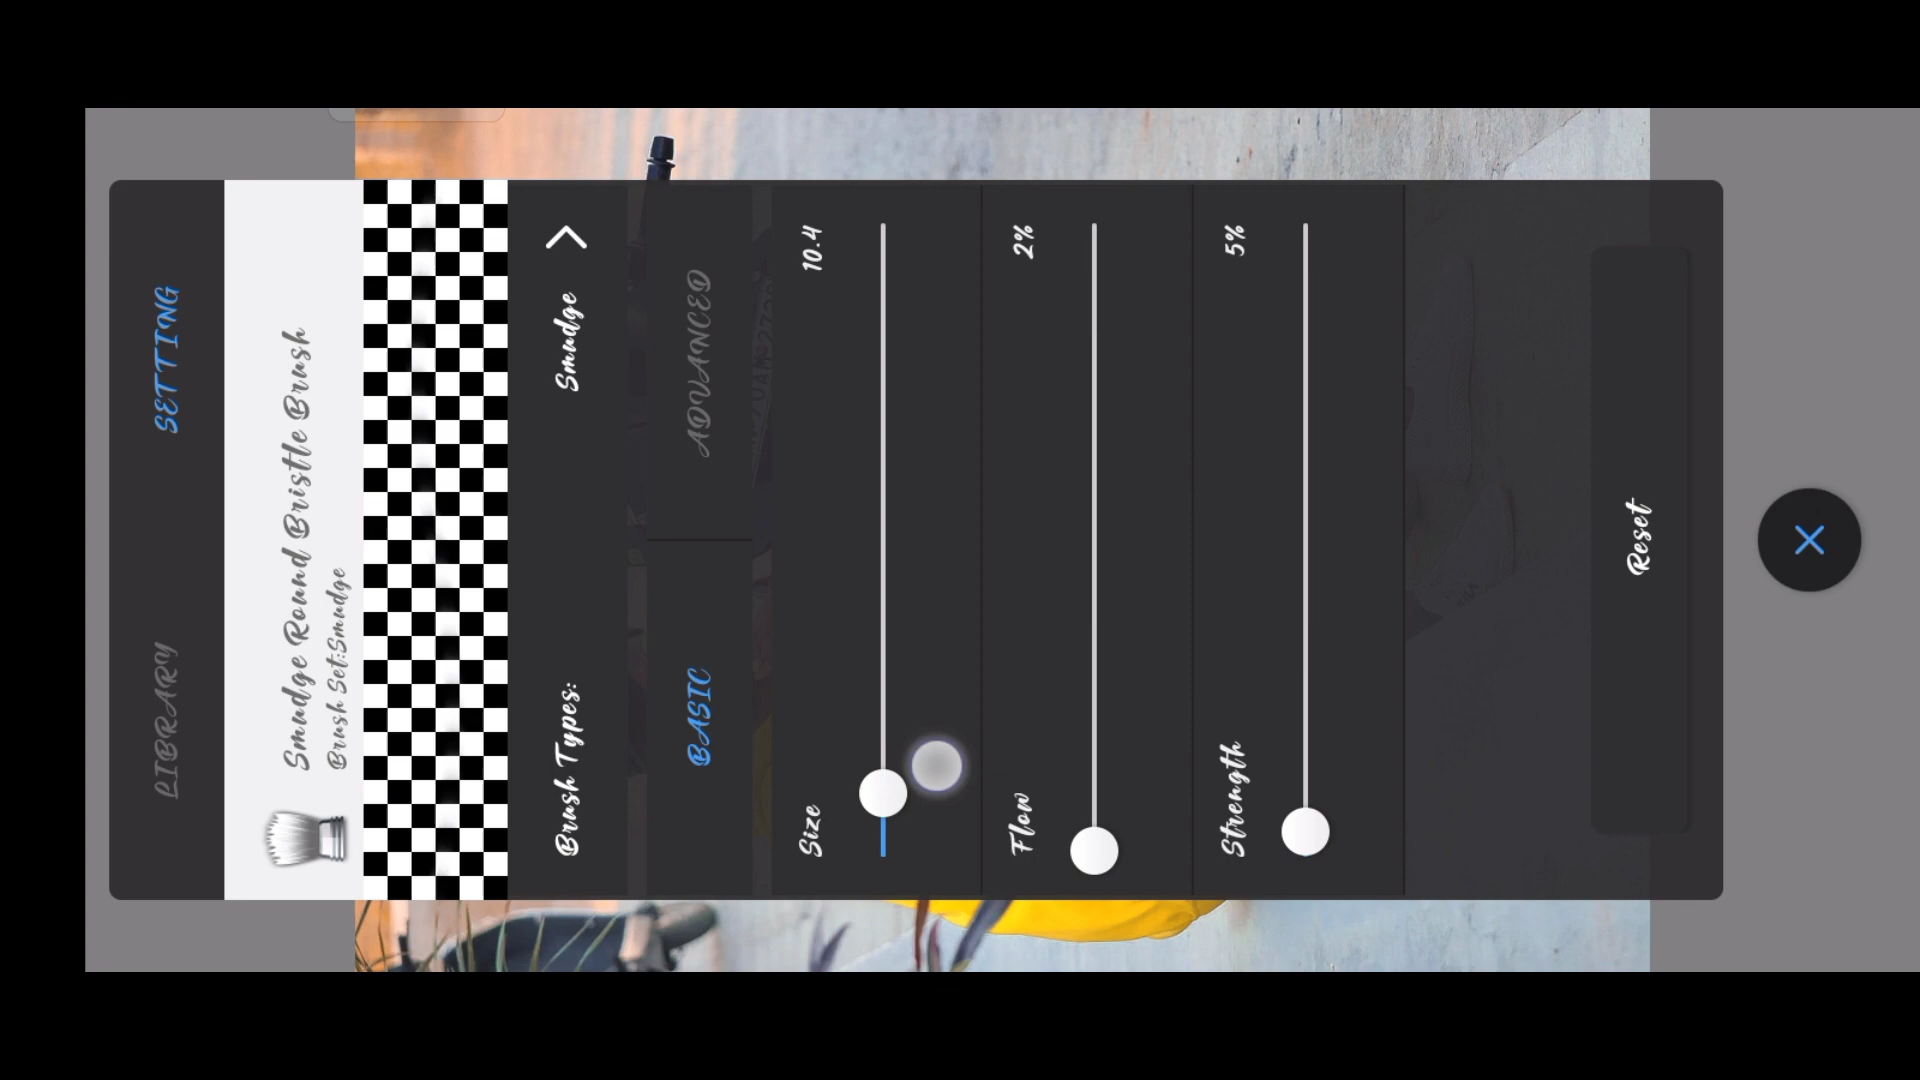 LIBRARY
SETTING
Smudge Round Bristle Brush
Brush Set:Smudge
Brush Types:
Smudge
BASIC
ADVANCED
Size
10.4
Flow
2%
Strength
5%
Reset